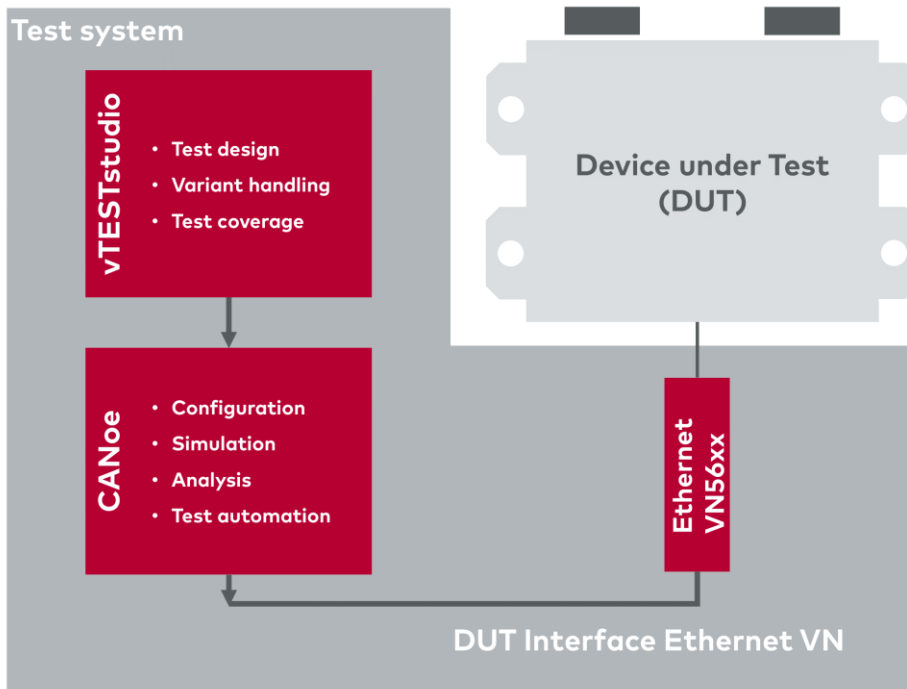 Test system
vTESTstudio
• Test design
• Variant handling
• Test coverage
Device under Test
(DUT)
CANoe
• Configuration
• Simulation
• Analysis
• Test automation
Ethernet
VN56xx
DUT Interface Ethernet VN